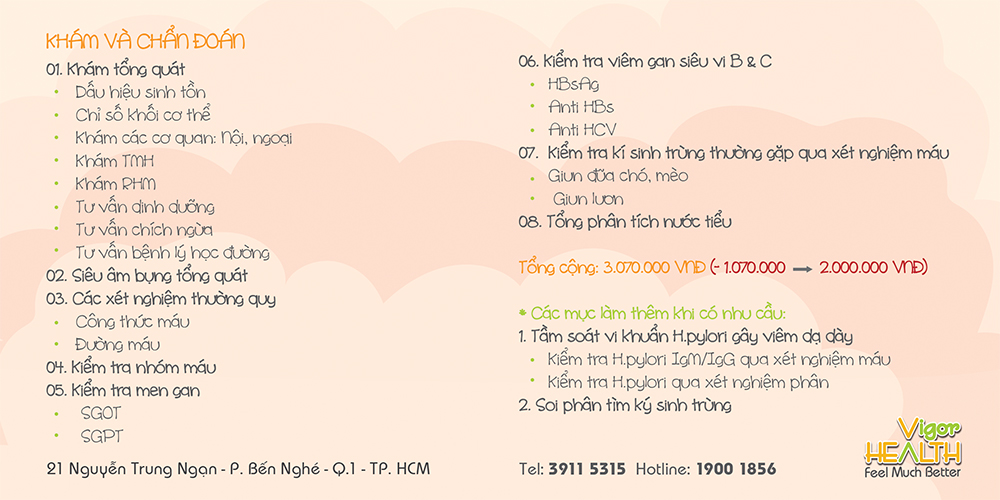 KHÁM VÀ CHẨN ĐOÁN
01. Khám tổng quát
• Dấu hiệu sinh tồn
• Chỉ số khối cơ thể
• Khám các cơ quan: Nội, ngoại
• Khám TMH
• Khám RHM
• Tư vấn dinh dưỡng
• Tư vấn chích ngừa
• Tư vấn bệnh lý học đường
02. Siêu âm bụng tổng quát
03. Các xét nghiệm thường quy
• Công thức máu
• Đường máu
04. Kiểm tra nhóm máu
05. Kiểm tra men gan
• SGOT
• SGPT
21 Nguyễn Trung Ngạn - P. Bến Nghé - Q.1 - TP. HCM
06. Kiểm tra viêm gan siêu vi B & C
• HBsAg
• Anti HBs
• Anti HCV
07. Kiểm tra kí sinh trùng thường gặp qua xét nghiệm máu
• Giun đũa chó, mèo
• Giun lươn
08. Tổng phân tích nước tiểu
Tổng cộng: 3.070.000 VNĐ (- 1.070.000 → 2.000.000 VNĐ)
* Các mục làm thêm khi có nhu cầu:
1. Tầm soát vi khuẩn H.pylori gây viêm dạ dày
• Kiểm tra H.pylori IgM/IgG qua xét nghiệm máu
• Kiểm tra H.pylori qua xét nghiệm phân
2. Soi phân tìm ký sinh trùng
Tel: 3911 5315 Hotline: 1900 1856
Vigor
HEALTH
Feel Much Better